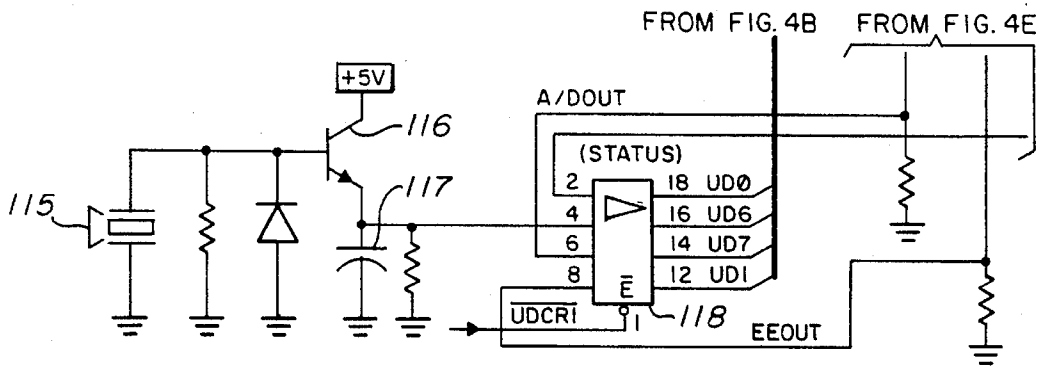 FROM FIG. 4B FROM FIG. 4E
+5V
A/DOUT
116
(STATUS)
2 18 UD0
115
117
4 16 UD6
6 14 UD7
8 12 UD1
E̅
U̅D̅C̅R̅I̅ 1 118
EEOUT